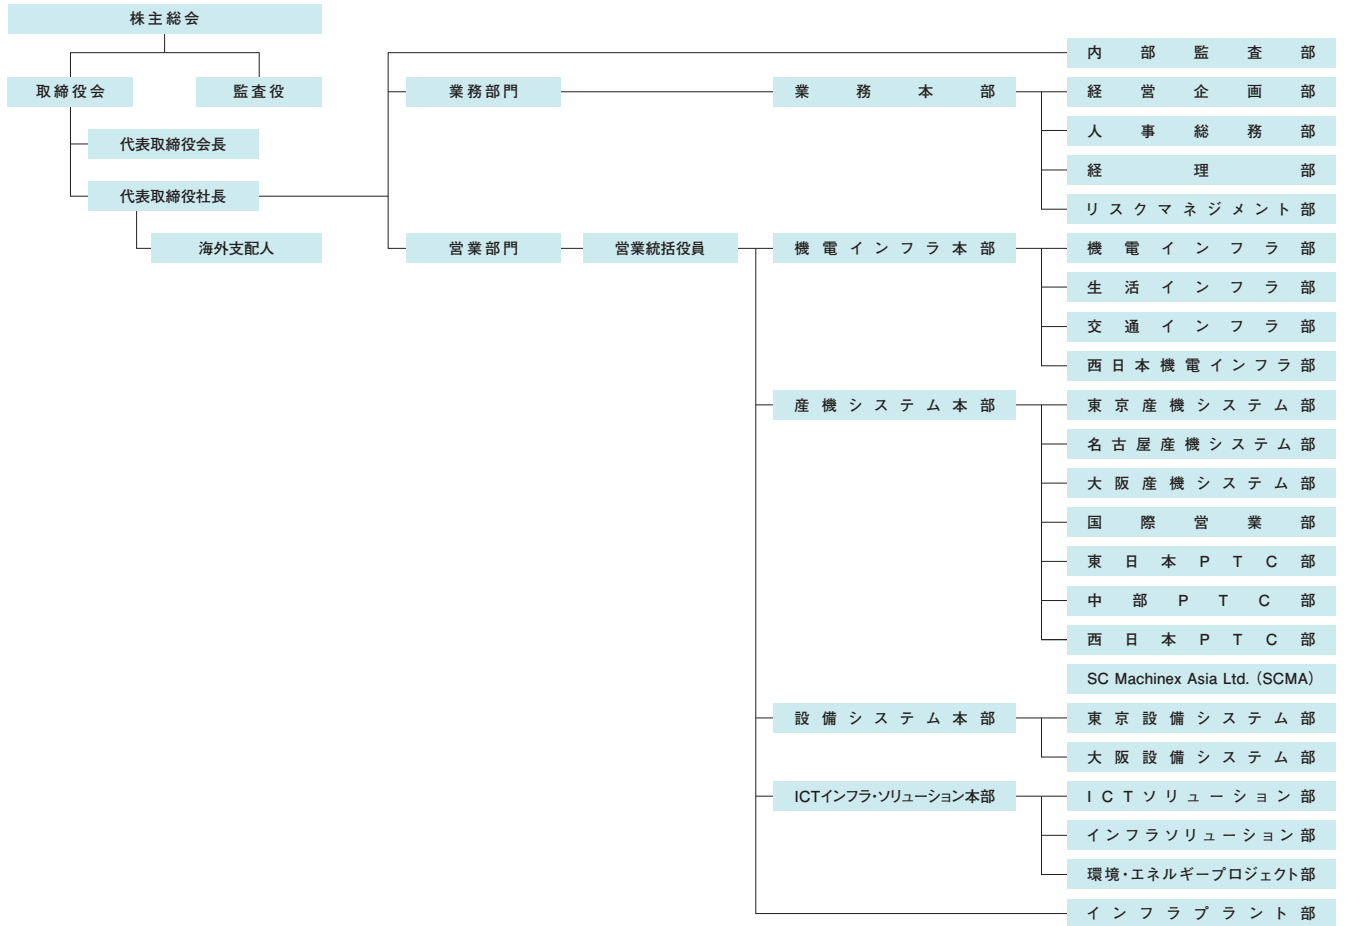 株主総会
取締役会
監査役
代表取締役会長
代表取締役社長
海外支配人
内部監査部
業務部門
業務本部
経営企画部
人事総務部
経理部
リスクマネジメント部
営業部門
営業統括役員
機電インフラ本部
機電インフラ部
生活インフラ部
交通インフラ部
西日本機電インフラ部
産機システム本部
東京産機システム部
名古屋産機システム部
大阪産機システム部
国際営業部
東日本PTC部
中部PTC部
西日本PTC部
SC Machinex Asia Ltd.（SCMA）
設備システム本部
東京設備システム部
大阪設備システム部
ICTインフラ・ソリューション本部
ICTソリューション部
インフラソリューション部
環境・エネルギープロジェクト部
インフラプラント部